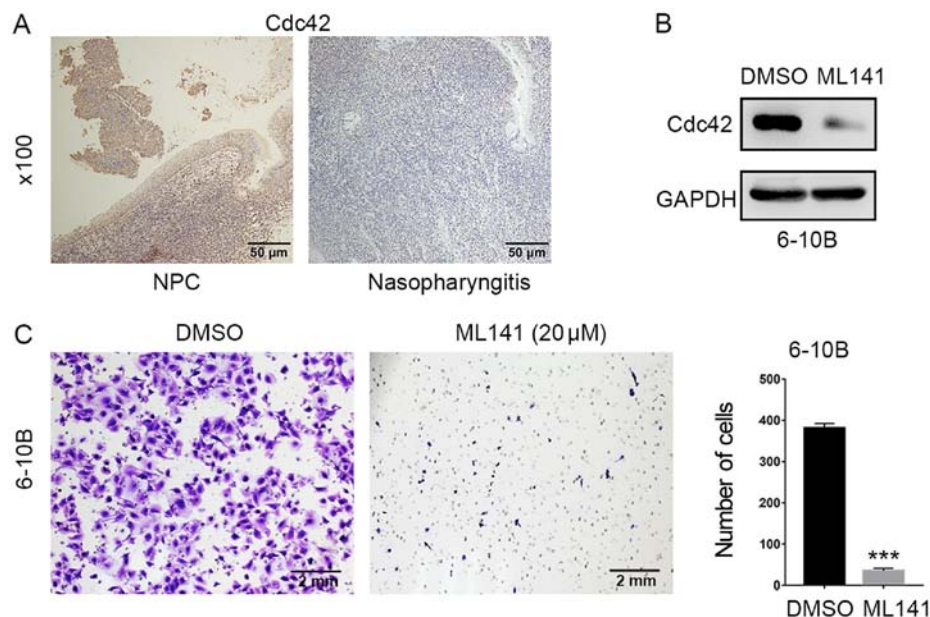 A
Cdc42
x100
50 µm
50 µm
NPC
Nasopharyngitis
B
DMSO ML141
Cdc42
GAPDH
6-10B
C
DMSO
ML141 (20 µM)
6-10B
2 mm
2 mm
6-10B
Number of cells
500
400
300
200
100
0
***
DMSO ML141